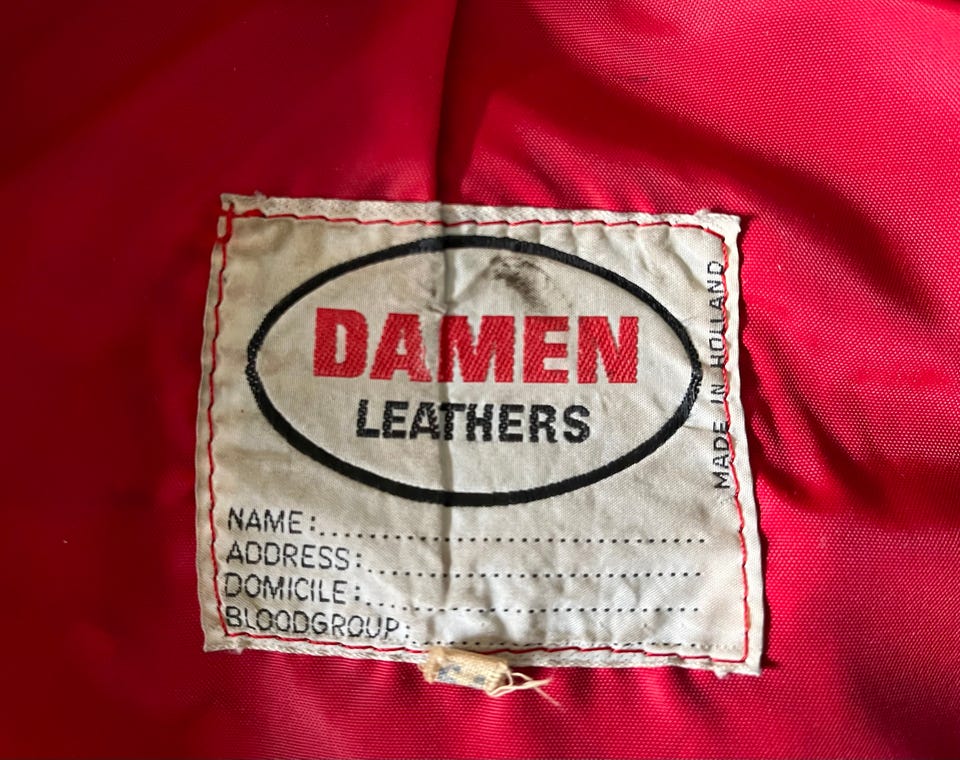 DAMEN
LEATHERS
MADE IN HOLLAND
NAME:..............................
ADDRESS:..........................
DOMICILE:..........................
BLOODGROUP:......................